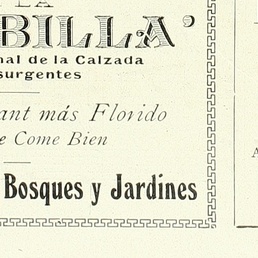 LA
BILLA'
nal de la Calzada
surgentes
ant más Florido
e Come Bien
Bosques y Jardines
A